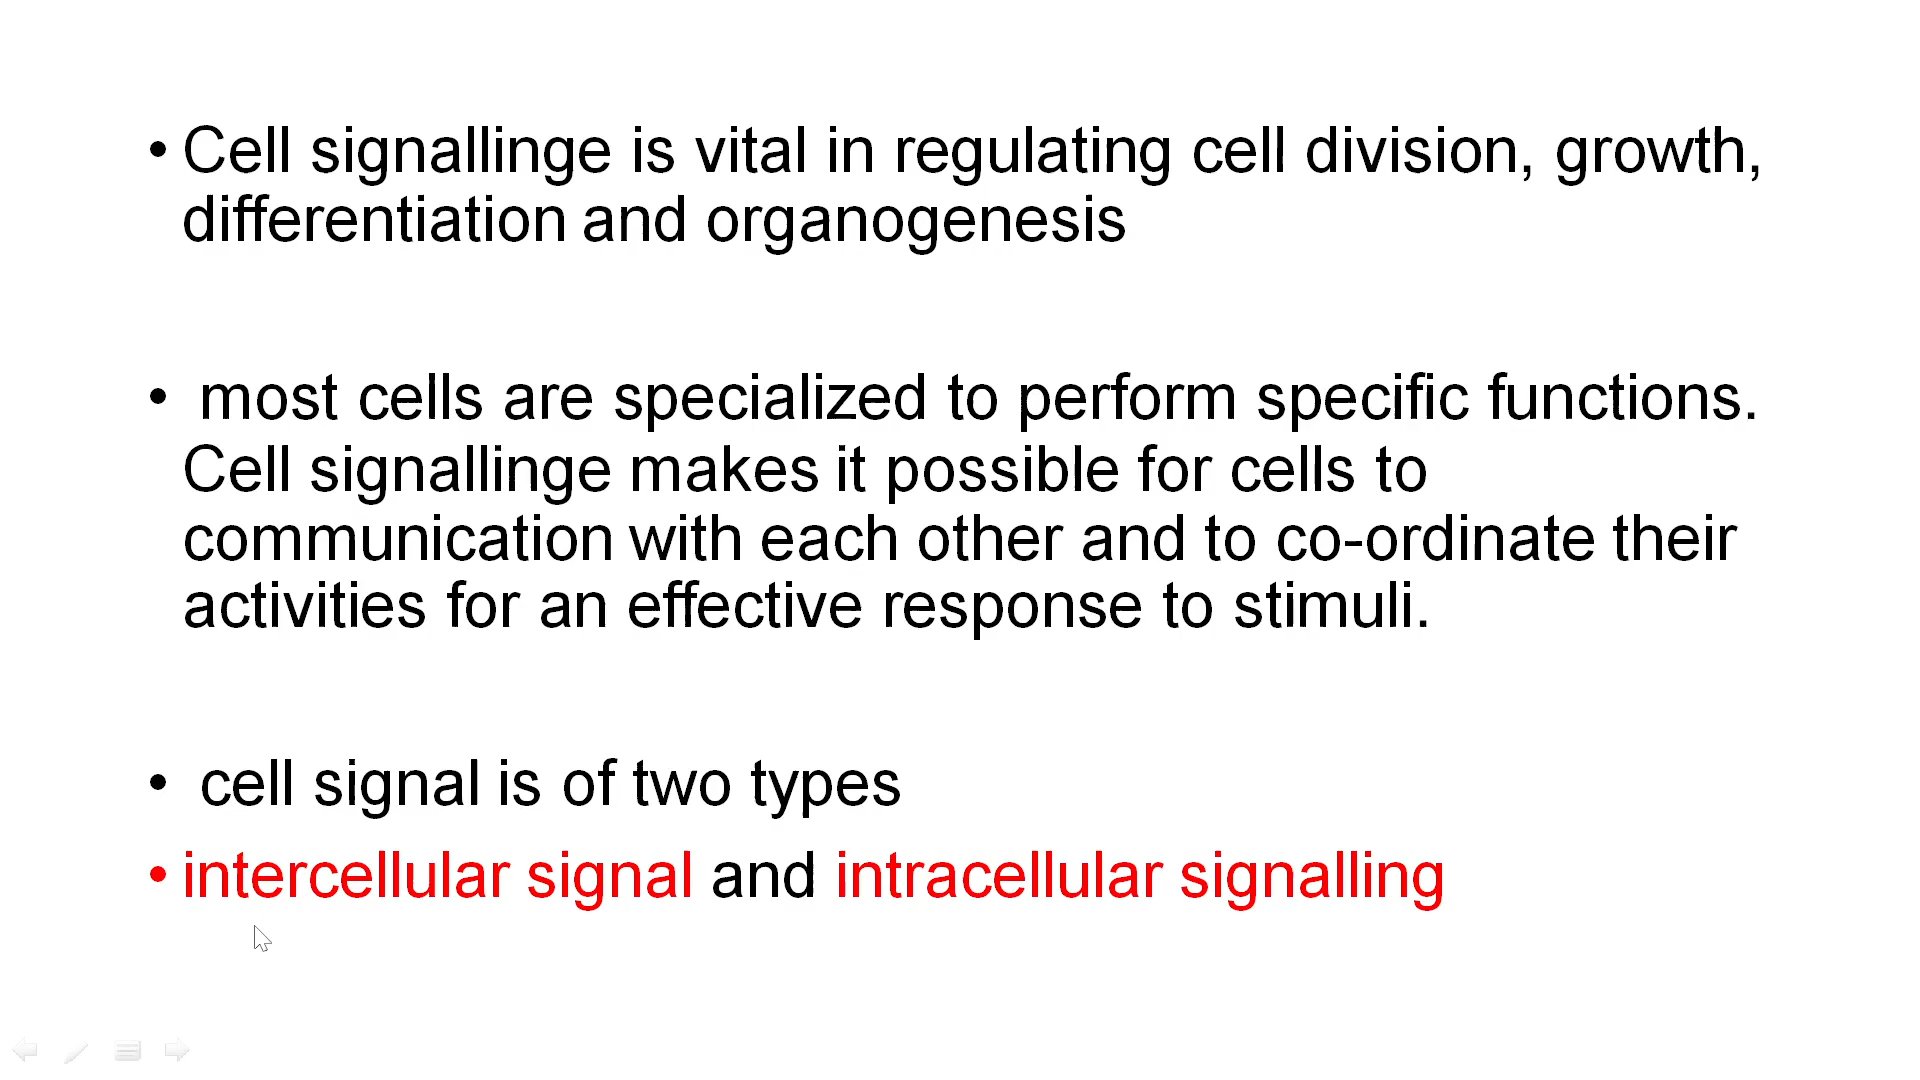 • Cell signallinge is vital in regulating cell division, growth,
differentiation and organogenesis
• most cells are specialized to perform specific functions.
Cell signallinge makes it possible for cells to
communication with each other and to co-ordinate their
activities for an effective response to stimuli.
• cell signal is of two types
• intercellular signal and intracellular signalling